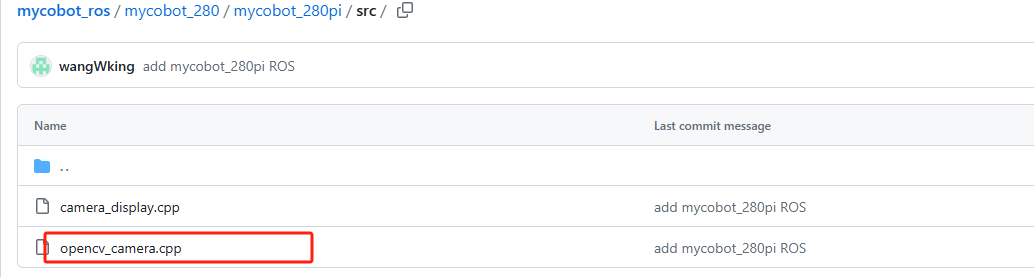 mycobot_ros / mycobot_280 / mycobot_280pi / src /
wangWking add mycobot_280pi ROS
Name Last commit message
..
camera_display.cpp add mycobot_280pi ROS
opencv_camera.cpp add mycobot_280pi ROS